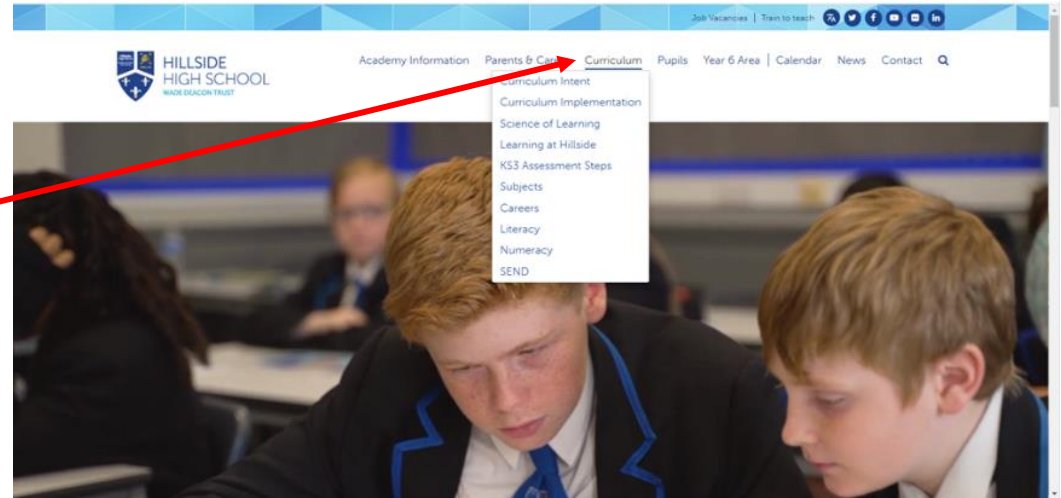 Job Vacancies | Train to teach
HILLSIDE
HIGH SCHOOL
WADE DEACON TRUST
Academy Information Parents & Curriculum Pupils Year 6 Area | Calendar News Contact
Curriculum Intent
Curriculum Implementation
Science of Learning
Learning at Hillside
KS3 Assessment Steps
Subjects
Careers
Literacy
Numeracy
SEND